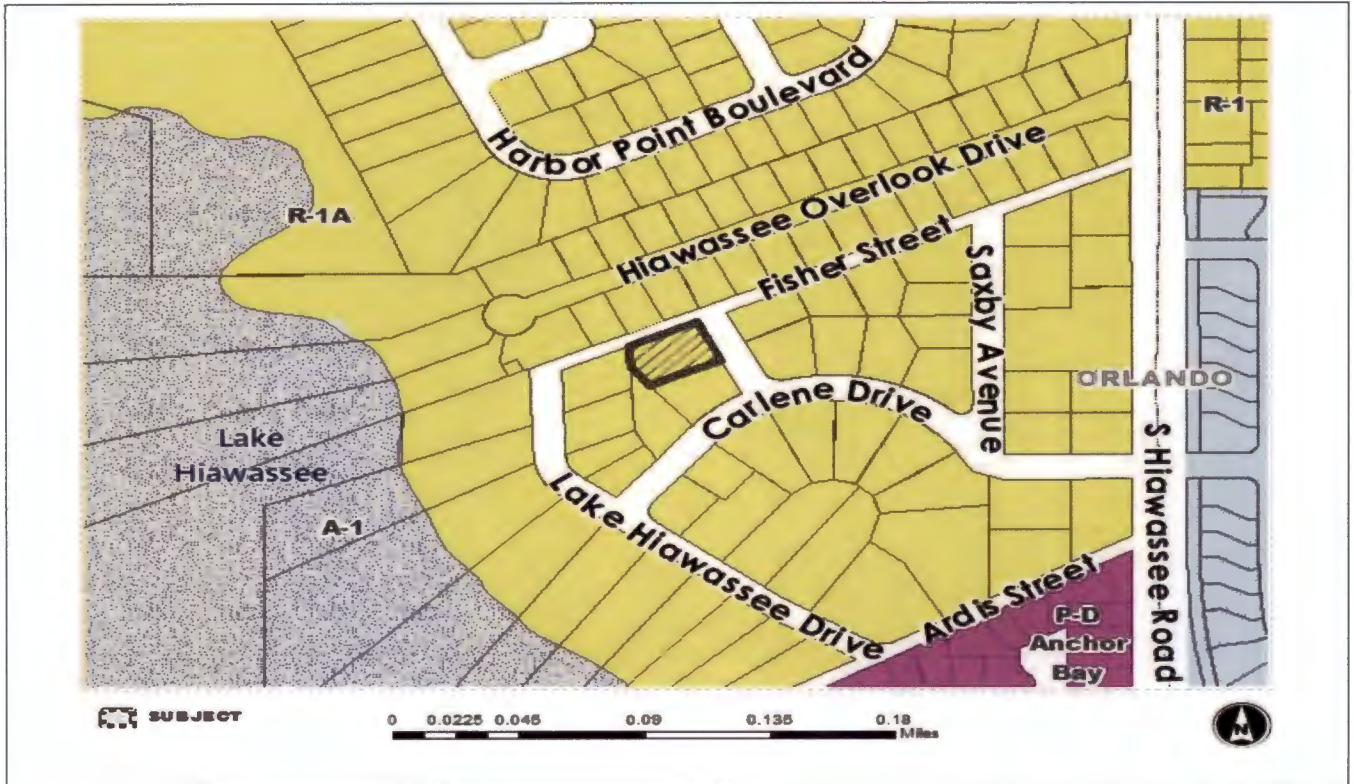 Harbor Point Boulevard
R-1
R-1A
Hiawassee Overlook Drive
Fisher Street
Saxby Avenue
ORLANDO
Carlene Drive
Lake
Hiawassee
A-1
Lake Hiawassee Drive
S Hiawassee Road
Ardis Street
P-D
Anchor
Bay
SUBJECT
0 0.0225 0.045 0.09 0.135 0.18
Miles
N